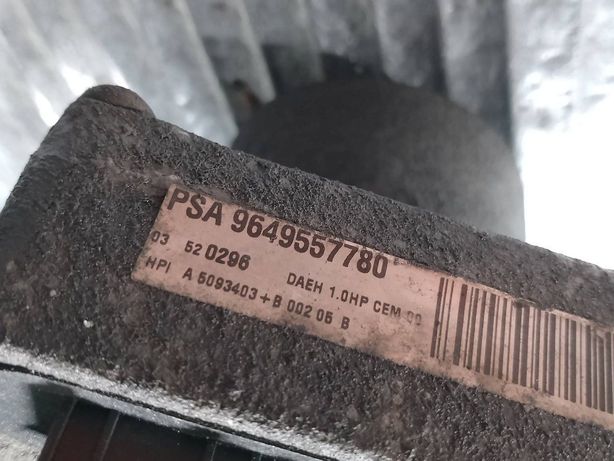 PSA 9649557780
03 52 0296 DAEH 1.0HP CEM 00
HPI A 5093403+B 002 05 B